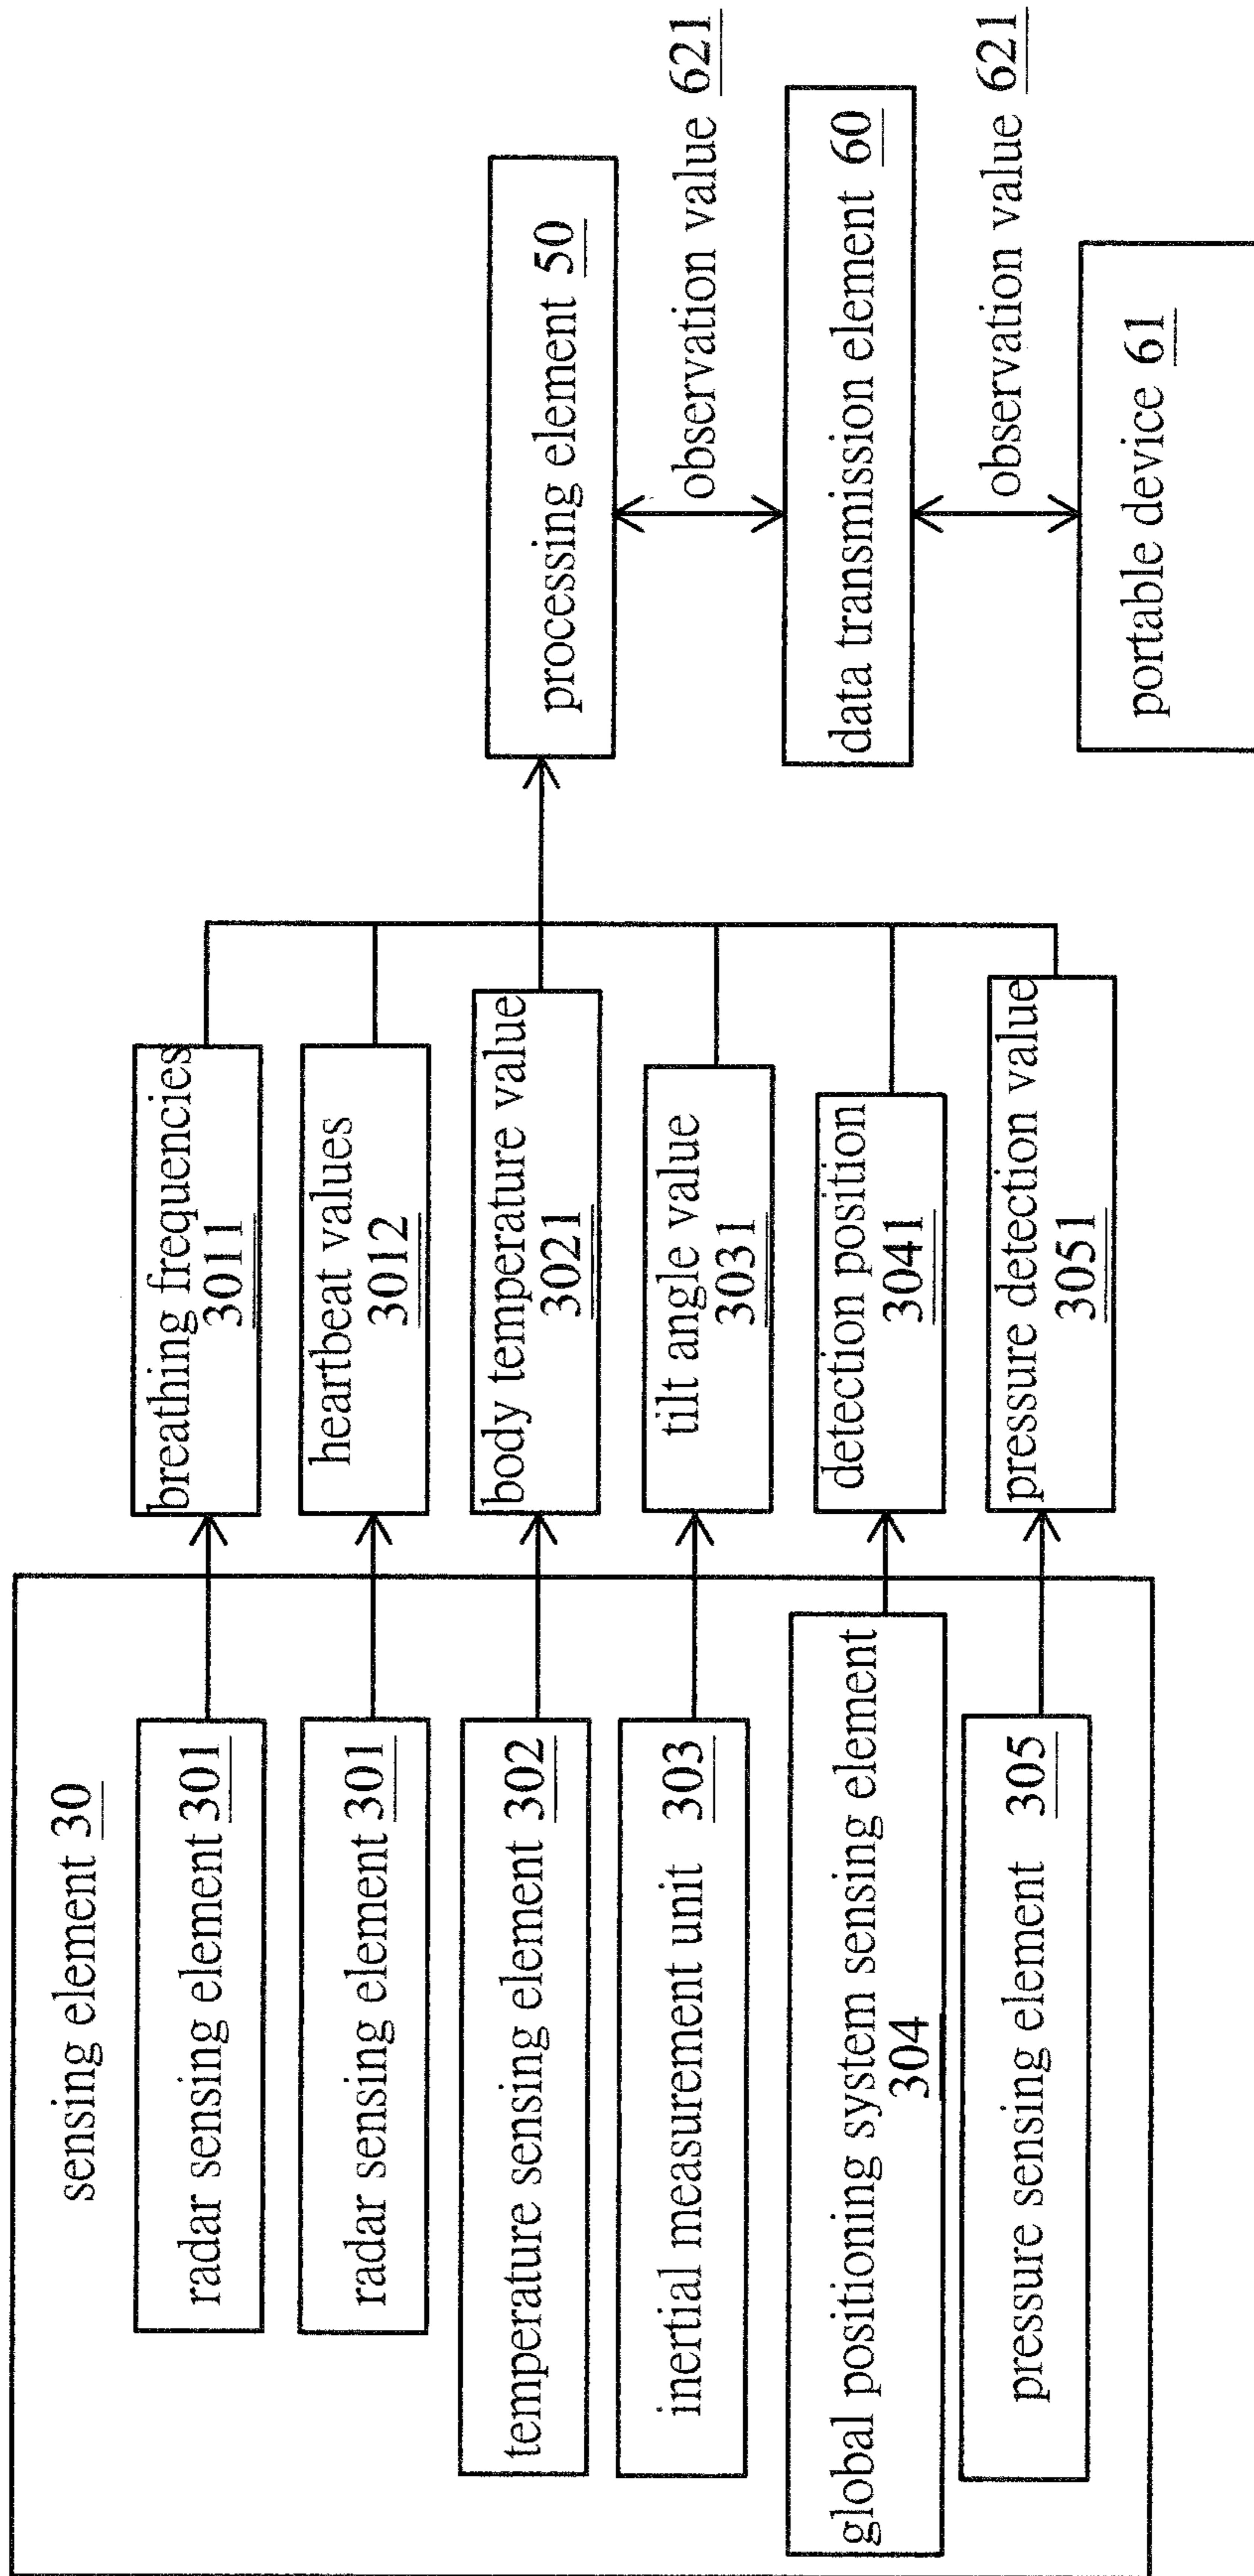 sensing element 30
radar sensing element 301
radar sensing element 301
temperature sensing element 302
inertial measurement unit 303
global positioning system sensing element
304
pressure sensing element 305
breathing frequencies
3011
heartbeat values
3012
body temperature value
3021
tilt angle value
3031
detection position
3041
pressure detection value
3051
processing element 50
observation value 621
data transmission element 60
observation value 621
portable device 61